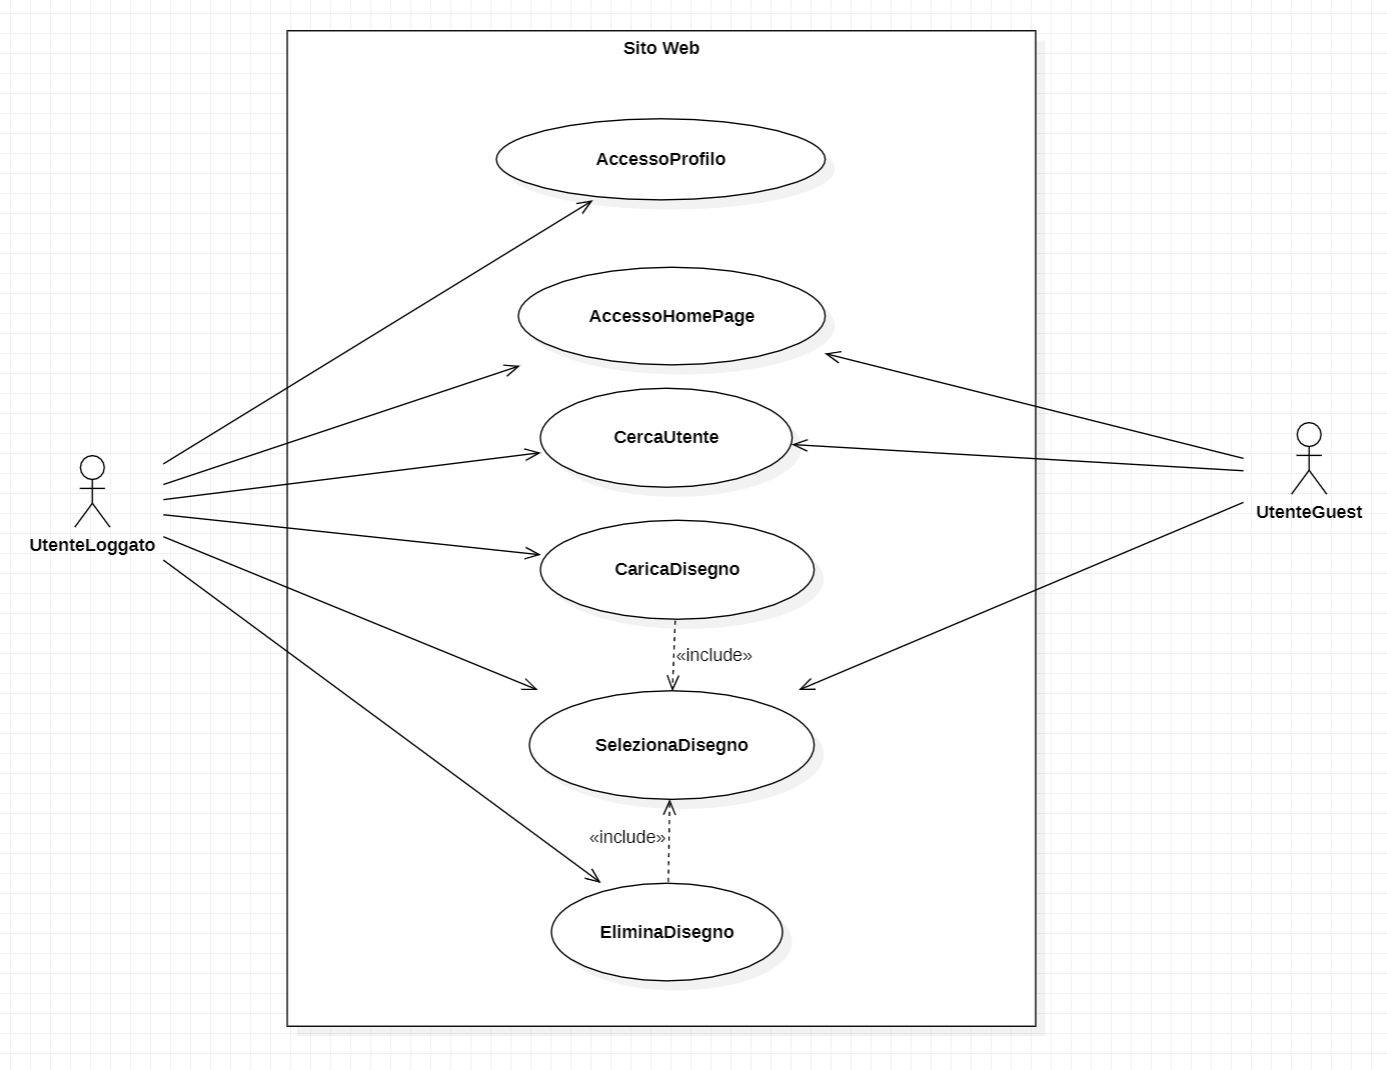 Sito Web
AccessoProfilo
AccessoHomePage
CercaUtente
UtenteGuest
UtenteLoggato
CaricaDisegno
«include»
SelezionaDisegno
«include»
EliminaDisegno